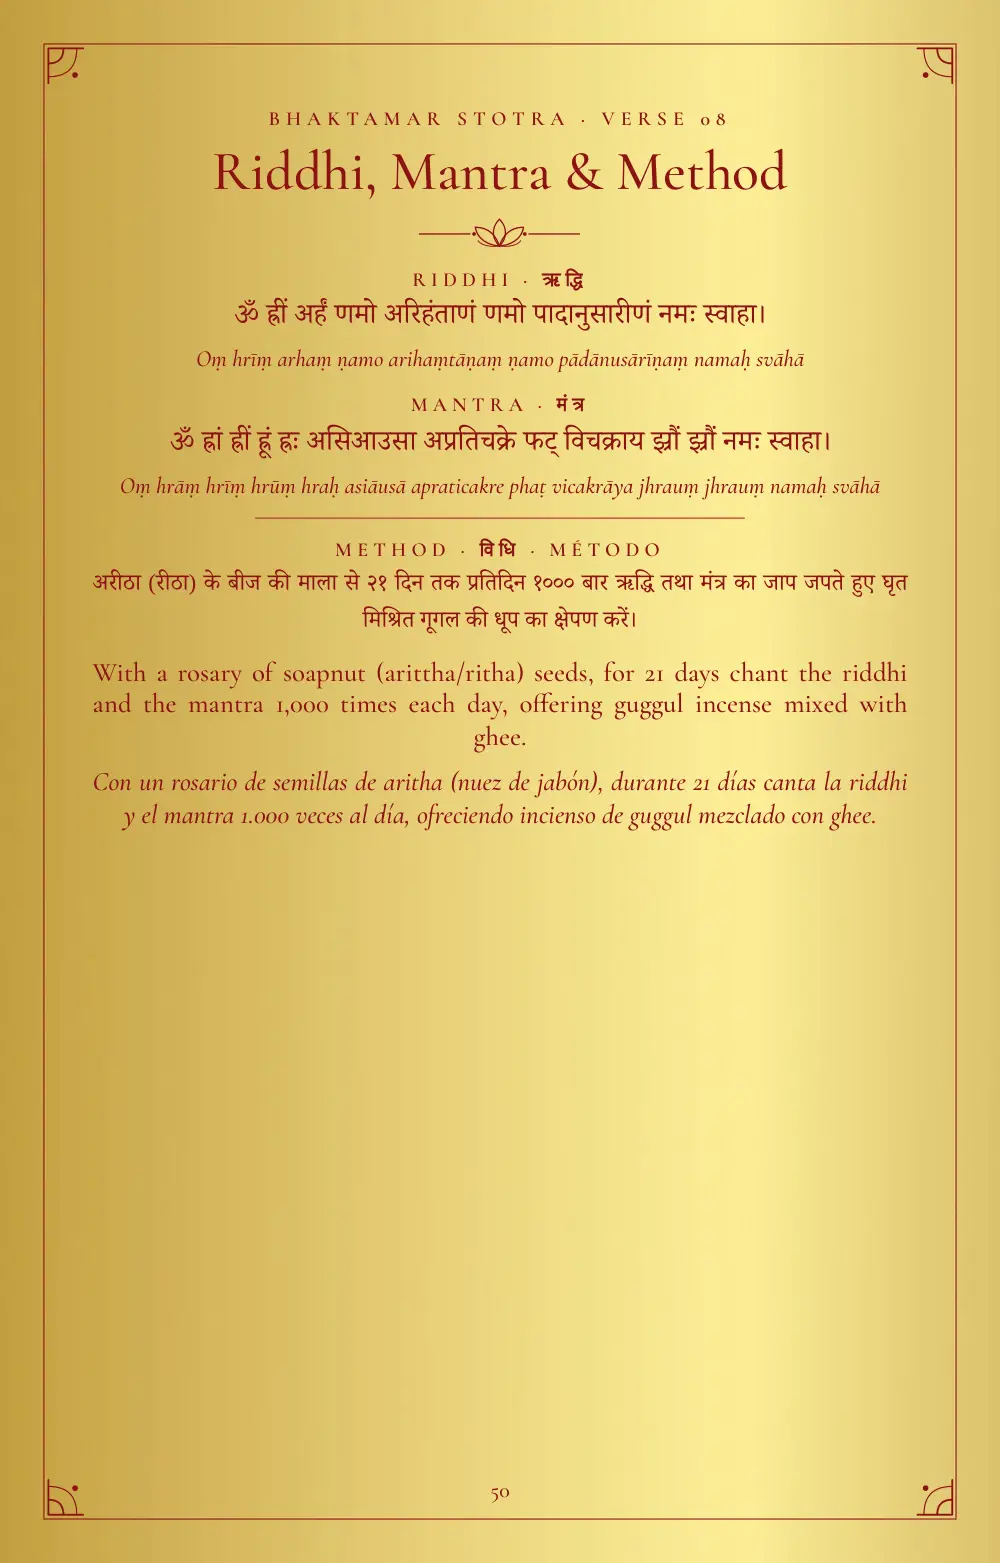 BHAKTAMAR STOTRA · VERSE 08
Riddhi, Mantra & Method
RIDDHI · ऋद्धि
ॐ ह्रीं अर्हं णमो अरिहंताणं णमो पादानुसारीणं नमः स्वाहा।
Oṃ hrīṃ arhaṃ ṇamo arihaṃtāṇaṃ ṇamo pādānusārīṇaṃ namaḥ svāhā
MANTRA · मंत्र
ॐ ह्रां ह्रीं ह्रूं ह्रः असिआउसा अप्रतिचक्रे फट् विचक्राय झ्रौं झ्रौं नमः स्वाहा।
Oṃ hrāṃ hrīṃ hrūṃ hraḥ asiāusā apraticakre phaṭ vicakrāya jhrauṃ jhrauṃ namaḥ svāhā
METHOD · विधि · MÉTODO
अरीठा (रीठा) के बीज की माला से २१ दिन तक प्रतिदिन १००० बार ऋद्धि तथा मंत्र का जाप जपते हुए घृत
मिश्रित गूगल की धूप का क्षेपण करें।
With a rosary of soapnut (arittha/ritha) seeds, for 21 days chant the riddhi
and the mantra 1,000 times each day, offering guggul incense mixed with
ghee.
Con un rosario de semillas de aritha (nuez de jabón), durante 21 días canta la riddhi
y el mantra 1.000 veces al día, ofreciendo incienso de guggul mezclado con ghee.
50